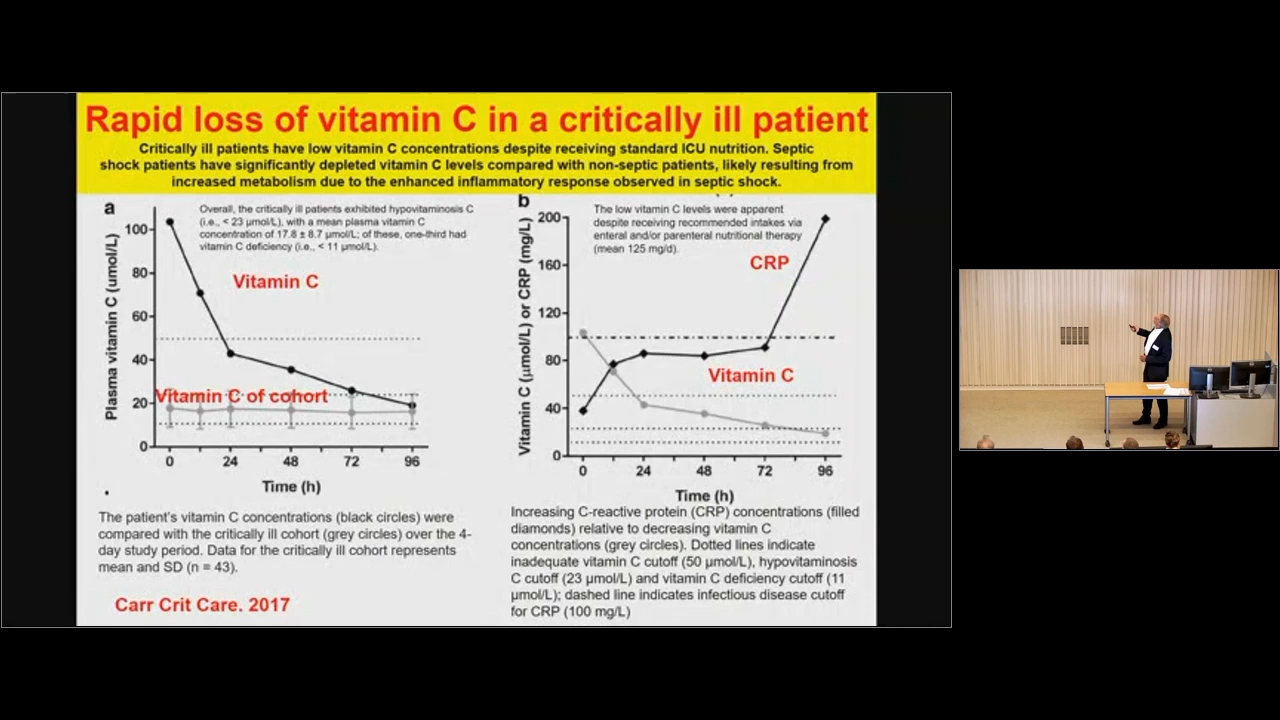 Rapid loss of vitamin C in a critically ill patient
Critically ill patients have low vitamin C concentrations despite receiving standard ICU nutrition. Septic
shock patients have significantly depleted vitamin C levels compared with non-septic patients, likely resulting from
increased metabolism due to the enhanced inflammatory response observed in septic shock.
a
Overall, the critically ill patients exhibited hypovitaminosis C
(i.e., < 23 µmol/L), with a mean plasma vitamin C
concentration of 17.8 ± 8.7 µmol/L; of these, one-third had
vitamin C deficiency (i.e., < 11 µmol/L).
Plasma vitamin C (umol/L)
100
80
60
40
20
0
Vitamin C
Vitamin C of cohort
0 24 48 72 96
Time (h)
The patient's vitamin C concentrations (black circles) were
compared with the critically ill cohort (grey circles) over the 4-
day study period. Data for the critically ill cohort represents
mean and SD (n = 43).
Carr Crit Care. 2017
b
The low vitamin C levels were apparent
despite receiving recommended intakes via
enteral and/or parenteral nutritional therapy
(mean 125 mg/d).
Vitamin C (µmol/L) or CRP (mg/L)
200
160
120
80
40
0
CRP
Vitamin C
0 24 48 72 96
Time (h)
Increasing C-reactive protein (CRP) concentrations (filled
diamonds) relative to decreasing vitamin C
concentrations (grey circles). Dotted lines indicate
inadequate vitamin C cutoff (50 µmol/L), hypovitaminosis
C cutoff (23 µmol/L) and vitamin C deficiency cutoff (11
µmol/L); dashed line indicates infectious disease cutoff
for CRP (100 mg/L)